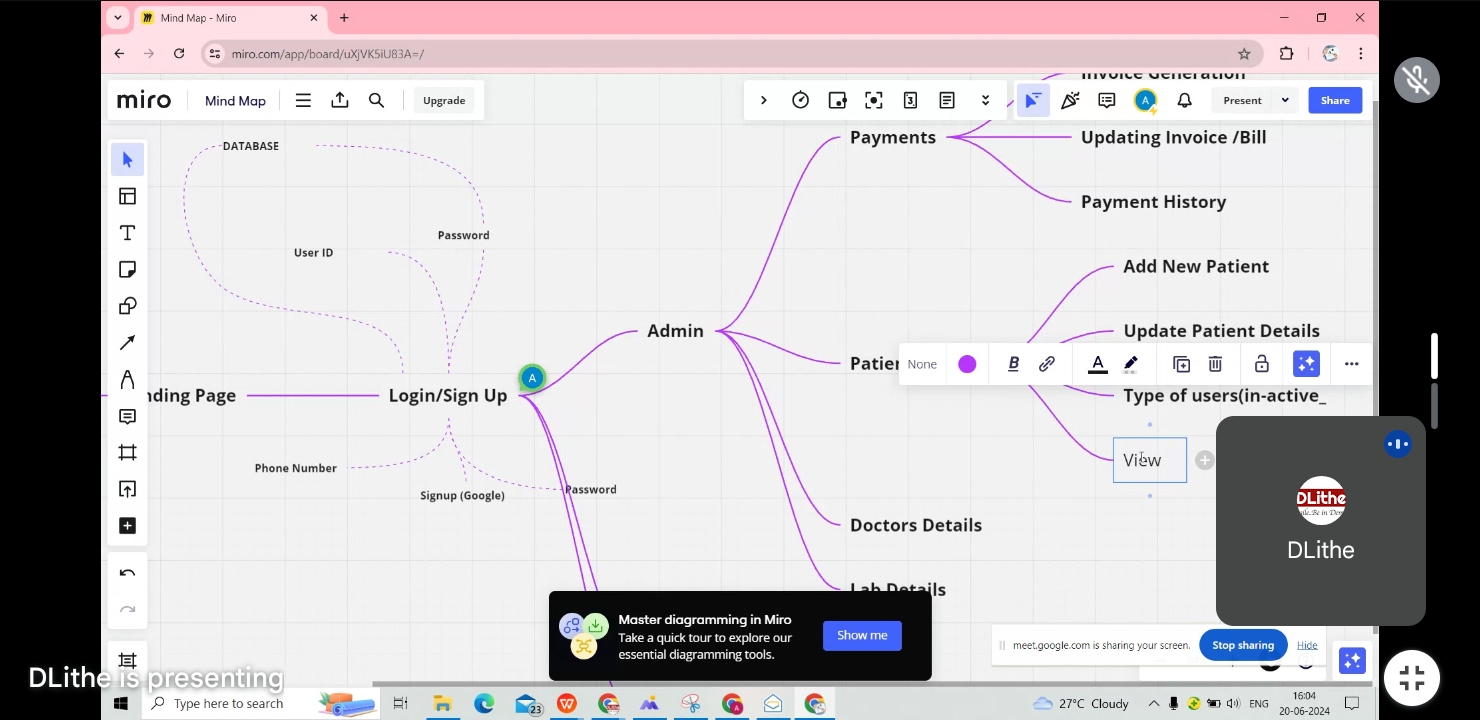 Mind Map - Miro
miro.com/app/board/uXjVK5iU83A=/
miro
Mind Map
Upgrade
3
A
Present
Share
Invoice Generation
Payments
Updating Invoice /Bill
Payment History
DATABASE
Password
User ID
Add New Patient
Admin
Update Patient Details
None
B
A
Patien
nding Page
Login/Sign Up
A
Type of users(in-active_
View
Phone Number
Signup (Google)
Password
DLithe
DLithe
Doctors Details
Lab Details
Master diagramming in Miro
Take a quick tour to explore our
essential diagramming tools.
Show me
meet.google.com is sharing your screen.
Stop sharing
Hide
DLithe is presenting
Type here to search
23
27°C Cloudy
ENG
16:04
20-06-2024